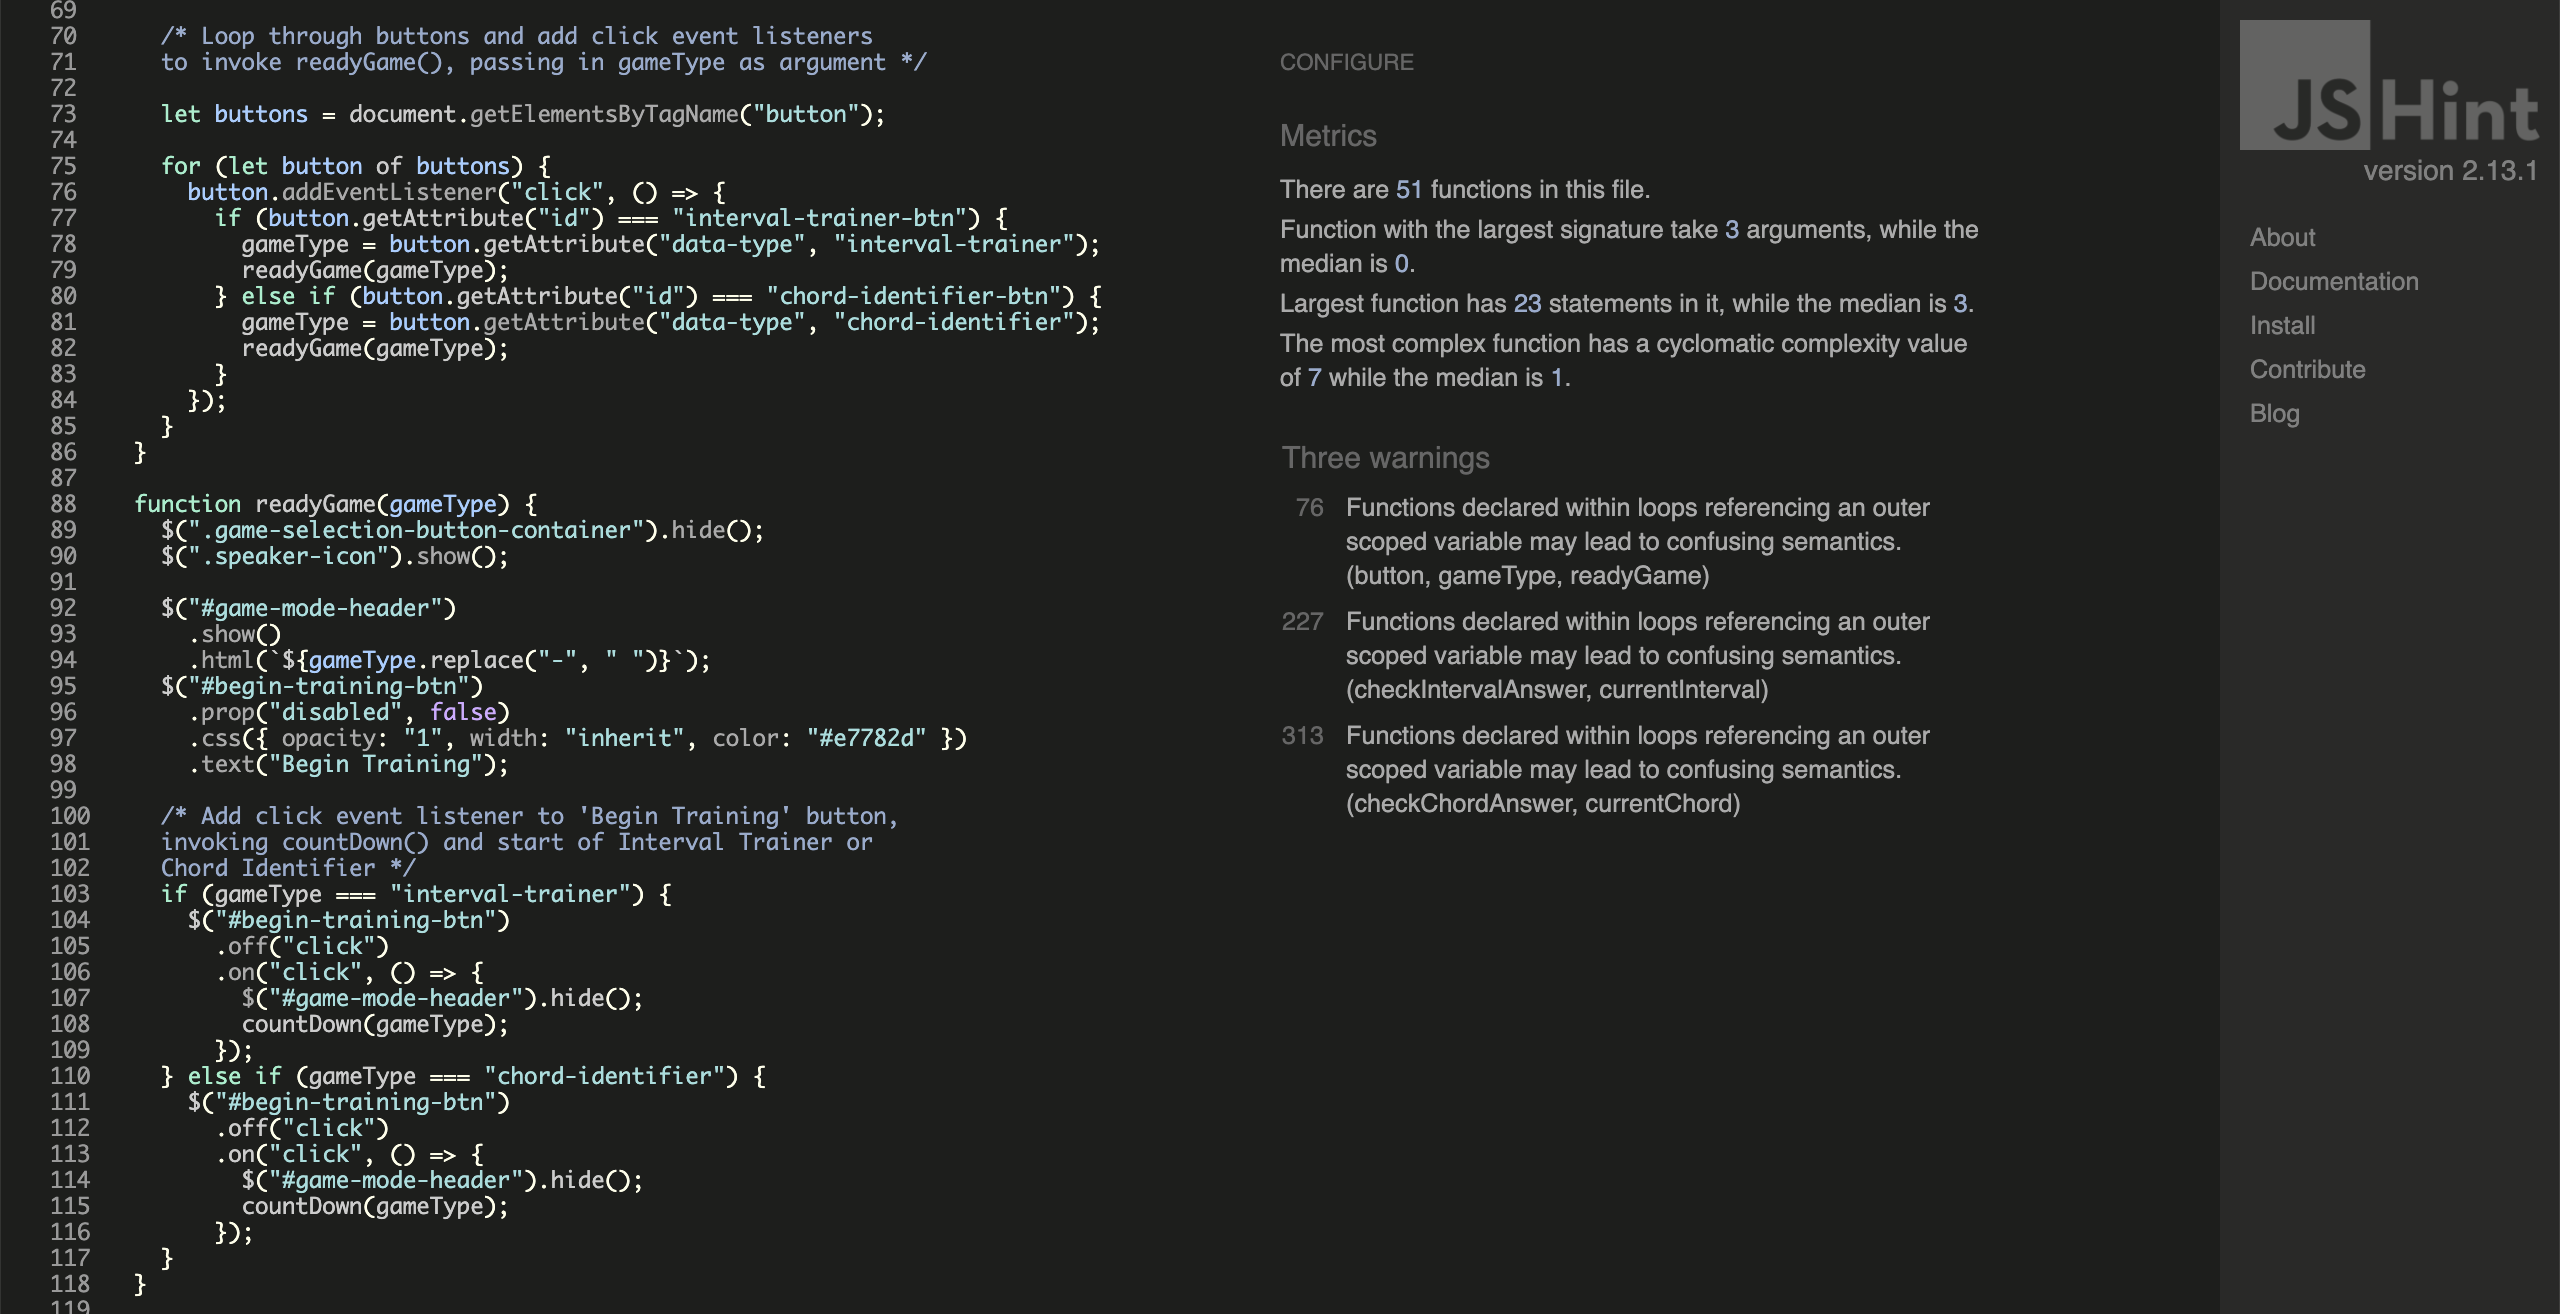 69
70 /* Loop through buttons and add click event listeners
71 to invoke readyGame(), passing in gameType as argument */
72
73 let buttons = document.getElementsByTagName("button");
74
75 for (let button of buttons) {
76 button.addEventListener("click", () => {
77 if (button.getAttribute("id") === "interval-trainer-btn") {
78 gameType = button.getAttribute("data-type", "interval-trainer");
79 readyGame(gameType);
80 } else if (button.getAttribute("id") === "chord-identifier-btn") {
81 gameType = button.getAttribute("data-type", "chord-identifier");
82 readyGame(gameType);
83 }
84 });
85 }
86 }
87
88 function readyGame(gameType) {
89 $(".game-selection-button-container").hide();
90 $(".speaker-icon").show();
91
92 $("#game-mode-header")
93 .show()
94 .html(`${gameType.replace("-", " ")}`);
95 $("#begin-training-btn")
96 .prop("disabled", false)
97 .css({ opacity: "1", width: "inherit", color: "#e7782d" })
98 .text("Begin Training");
99
100 /* Add click event listener to 'Begin Training' button,
101 invoking countDown() and start of Interval Trainer or
102 Chord Identifier */
103 if (gameType === "interval-trainer") {
104 $("#begin-training-btn")
105 .off("click")
106 .on("click", () => {
107 $("#game-mode-header").hide();
108 countDown(gameType);
109 });
110 } else if (gameType === "chord-identifier") {
111 $("#begin-training-btn")
112 .off("click")
113 .on("click", () => {
114 $("#game-mode-header").hide();
115 countDown(gameType);
116 });
117 }
118 }
119
CONFIGURE
Metrics
There are 51 functions in this file.
Function with the largest signature take 3 arguments, while the
median is 0.
Largest function has 23 statements in it, while the median is 3.
The most complex function has a cyclomatic complexity value
of 7 while the median is 1.
Three warnings
76 Functions declared within loops referencing an outer
scoped variable may lead to confusing semantics.
(button, gameType, readyGame)
227 Functions declared within loops referencing an outer
scoped variable may lead to confusing semantics.
(checkIntervalAnswer, currentInterval)
313 Functions declared within loops referencing an outer
scoped variable may lead to confusing semantics.
(checkChordAnswer, currentChord)
JSHint
version 2.13.1
About
Documentation
Install
Contribute
Blog